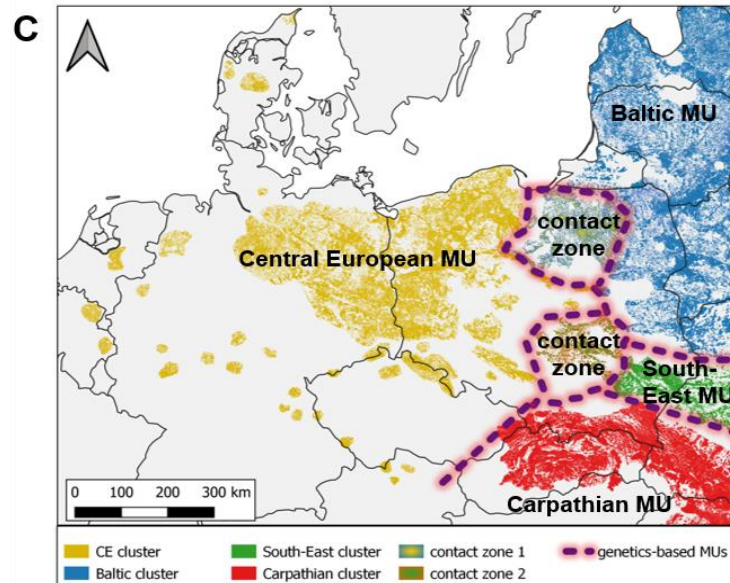 C
Baltic MU
contact
zone
Central European MU
contact
zone
South-
East MU
Carpathian MU
0 100 200 300 km
CE cluster
South-East cluster
contact zone 1
genetics-based MUs
Baltic cluster
Carpathian cluster
contact zone 2